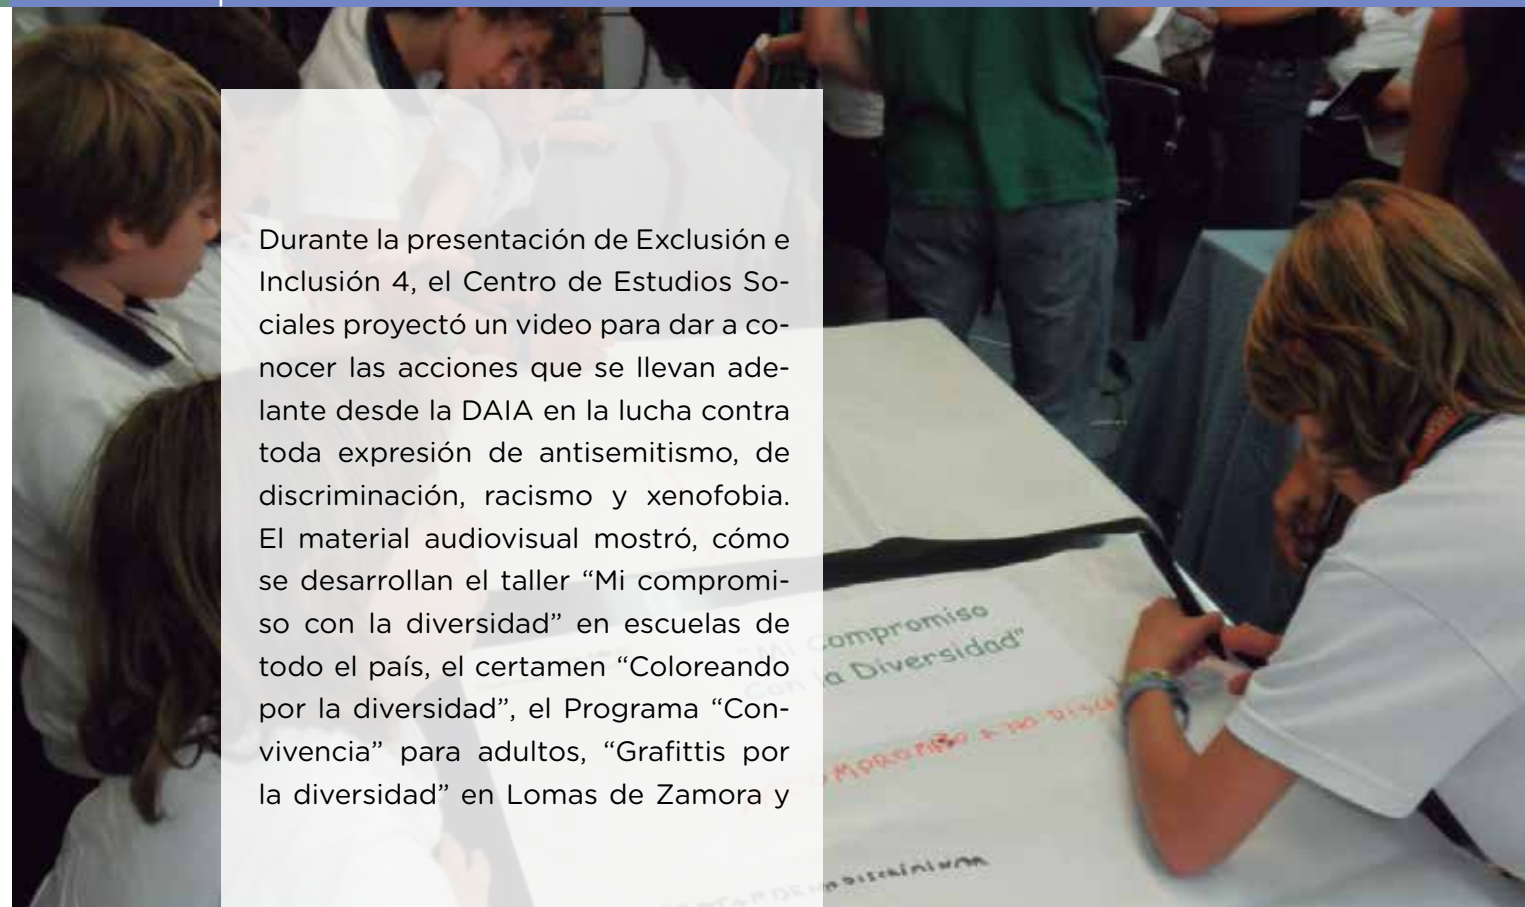 Durante la presentación de Exclusión e
Inclusión 4, el Centro de Estudios So-
ciales proyectó un video para dar a co-
nocer las acciones que se llevan ade-
lante desde la DAIA en la lucha contra
toda expresión de antisemitismo, de
discriminación, racismo y xenofobia.
El material audiovisual mostró, cómo
se desarrollan el taller “Mi compromi-
so con la diversidad” en escuelas de
todo el país, el certamen “Coloreando
por la diversidad”, el Programa “Con-
vivencia” para adultos, “Grafittis por
la diversidad” en Lomas de Zamora y
"Mi Compromiso
Con la Diversidad"